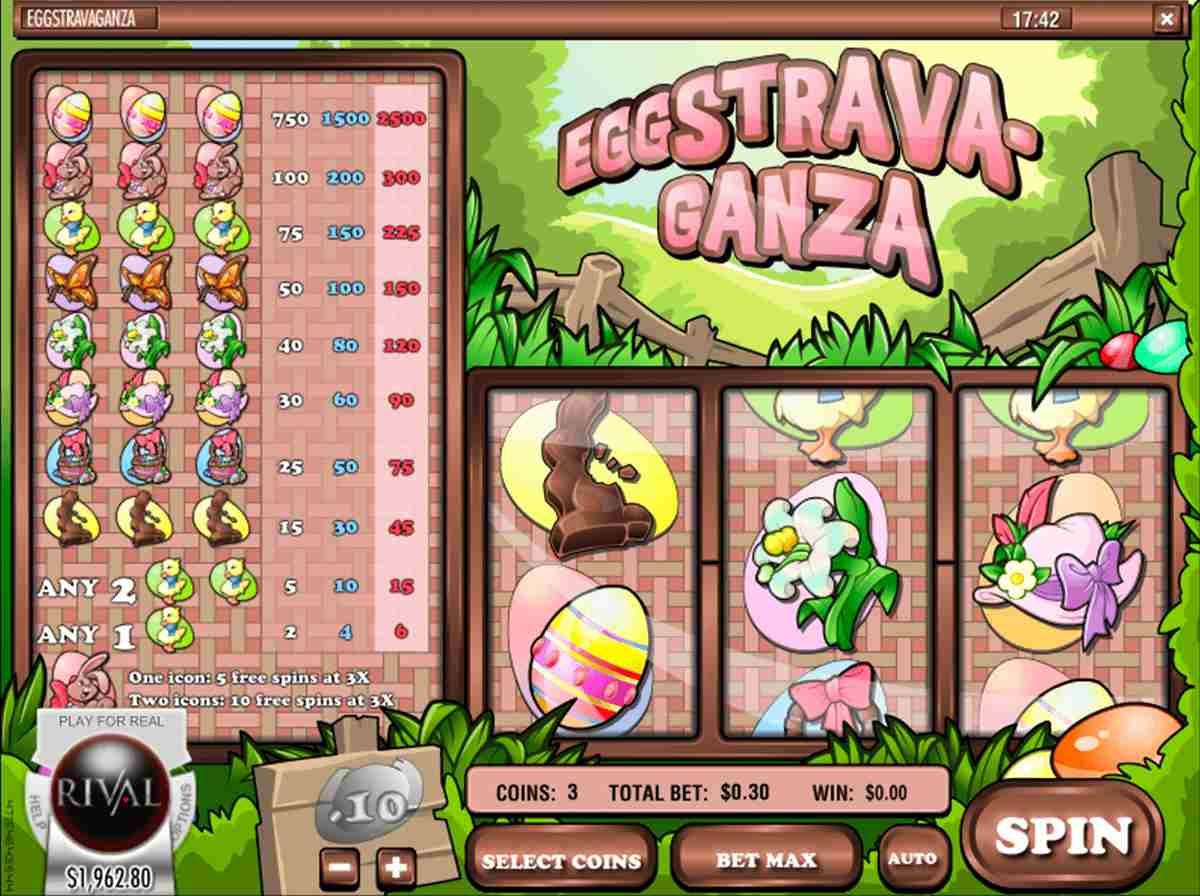 EGGSTRAVAGANZA
17:42
EGGSTRAVA-
GANZA
750 1500 2500
100 200 300
75 150 225
50 100 150
40 80 120
30 60 90
25 50 75
15 30 45
ANY 2 5 10 15
ANY 1 2 4 6
One icon: 5 free spins at 3X
Two icons: 10 free spins at 3X
PLAY FOR REAL
RIVAL
HELP
OPTIONS
$1,962.80
.10
COINS: 3 TOTAL BET: $0.30 WIN: $0.00
SELECT COINS
BET MAX
AUTO
SPIN